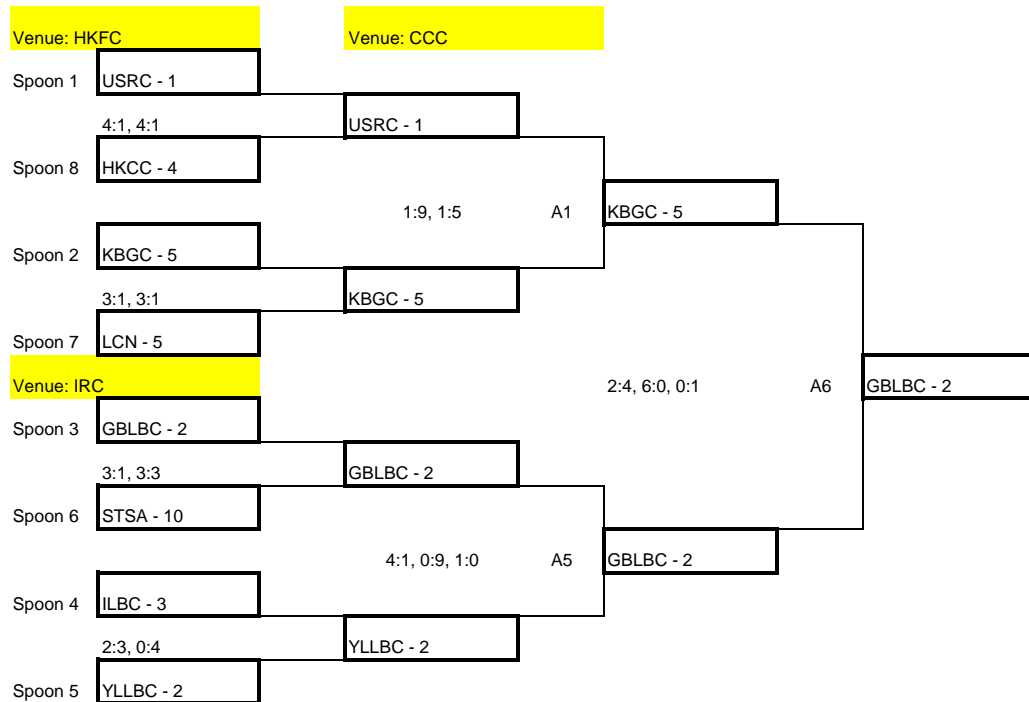 Venue: HKFC
Venue: CCC
Spoon 1
USRC - 1
4:1, 4:1
USRC - 1
Spoon 8
HKCC - 4
1:9, 1:5
A1
KBGC - 5
Spoon 2
KBGC - 5
3:1, 3:1
KBGC - 5
Spoon 7
LCN - 5
Venue: IRC
2:4, 6:0, 0:1
A6
GBLBC - 2
Spoon 3
GBLBC - 2
3:1, 3:3
GBLBC - 2
Spoon 6
STSA - 10
4:1, 0:9, 1:0
A5
GBLBC - 2
Spoon 4
ILBC - 3
2:3, 0:4
YLLBC - 2
Spoon 5
YLLBC - 2